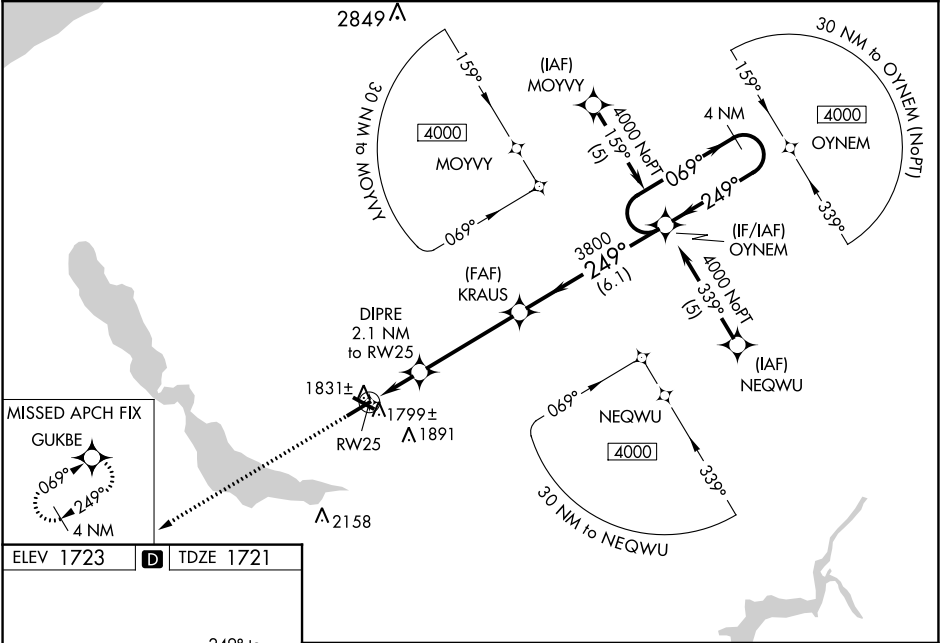 2849
30 NM to MOYVY
159°
4000
MOYVY
069°
(IAF)
MOYVY
4000 NoPT
159°
(5)
4 NM
069°
249°
30 NM to OYNEM (NoPT)
159°
4000
OYNEM
339°
(IF/IAF)
OYNEM
3800
249°
(6.1)
(FAF)
KRAUS
4000 NoPT
339°
(5)
(IAF)
NEQWU
DIPRE
2.1 NM
to RW25
1831±
1799±
RW25
1891
2158
069°
NEQWU
4000
339°
30 NM to NEQWU
MISSED APCH FIX
GUKBE
069°
249°
4 NM
ELEV 1723 D TDZE 1721